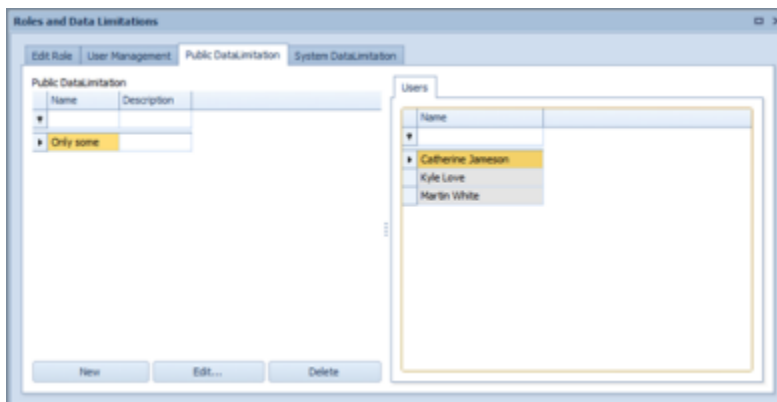 Roles and Data Limitations
Edit Role User Management Public DataLimitation System DataLimitation
Public DataLimitation
Name Description
Only some
New Edit... Delete
Users
Name
Catherine Jameson
Kyle Love
Martin White